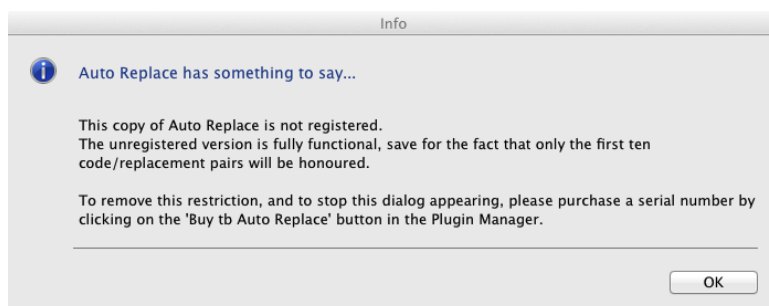 Info
Auto Replace has something to say...
This copy of Auto Replace is not registered.
The unregistered version is fully functional, save for the fact that only the first ten
code/replacement pairs will be honoured.
To remove this restriction, and to stop this dialog appearing, please purchase a serial number by
clicking on the 'Buy tb Auto Replace' button in the Plugin Manager.
OK